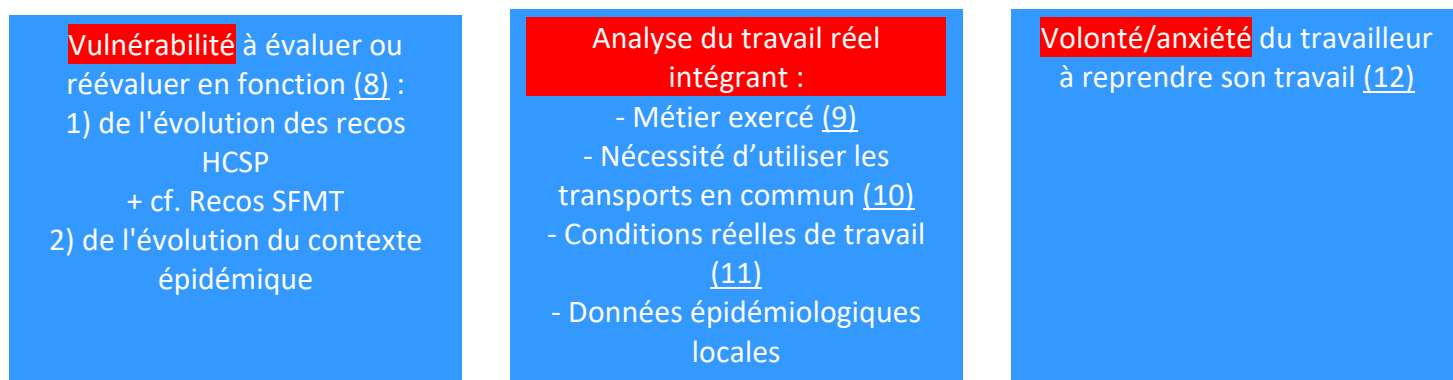 Vulnérabilité à évaluer ou
réévaluer en fonction (8) :
1) de l'évolution des recos
HCSP
+ cf. Recos SFMT
2) de l'évolution du contexte
épidémique
Analyse du travail réel
intégrant :
- Métier exercé (9)
- Nécessité d’utiliser les
transports en commun (10)
- Conditions réelles de travail
(11)
- Données épidémiologiques
locales
Volonté/anxiété du travailleur
à reprendre son travail (12)